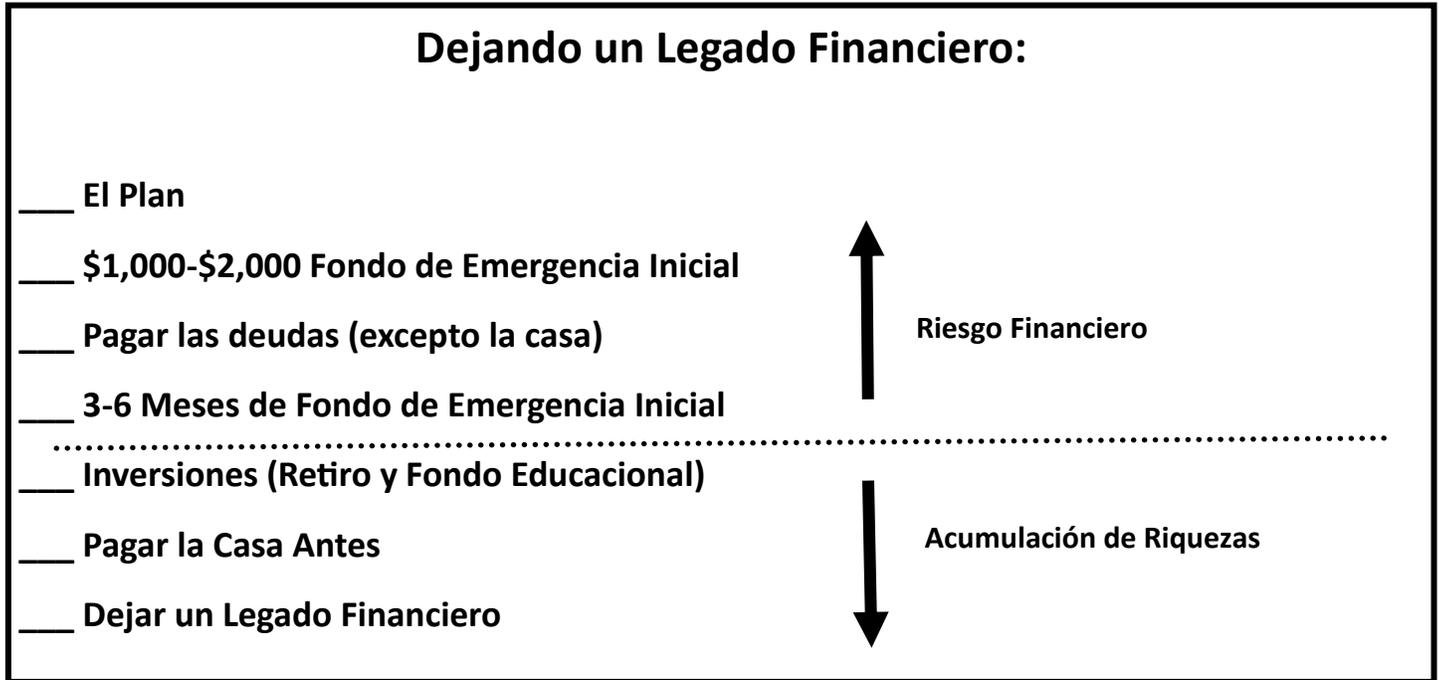 Dejando un Legado Financiero:
___ El Plan
___ $1,000-$2,000 Fondo de Emergencia Inicial
___ Pagar las deudas (excepto la casa)
Riesgo Financiero
___ 3-6 Meses de Fondo de Emergencia Inicial
___ Inversiones (Retiro y Fondo Educacional)
___ Pagar la Casa Antes
Acumulación de Riquezas
___ Dejar un Legado Financiero